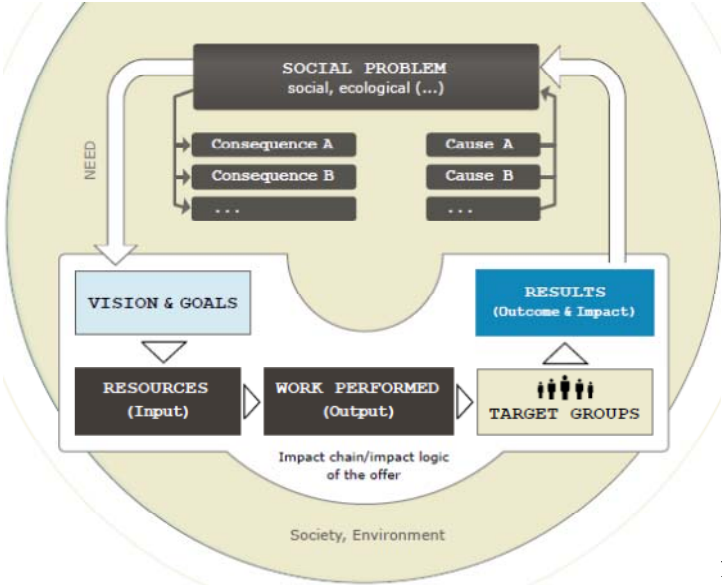 SOCIAL PROBLEM
social, ecological (...)
NEED
Consequence A
Consequence B
...
Cause A
Cause B
...
VISION & GOALS
RESULTS
(Outcome & Impact)
RESOURCES
(Input)
WORK PERFORMED
(Output)
TARGET GROUPS
Impact chain/impact logic
of the offer
Society, Environment